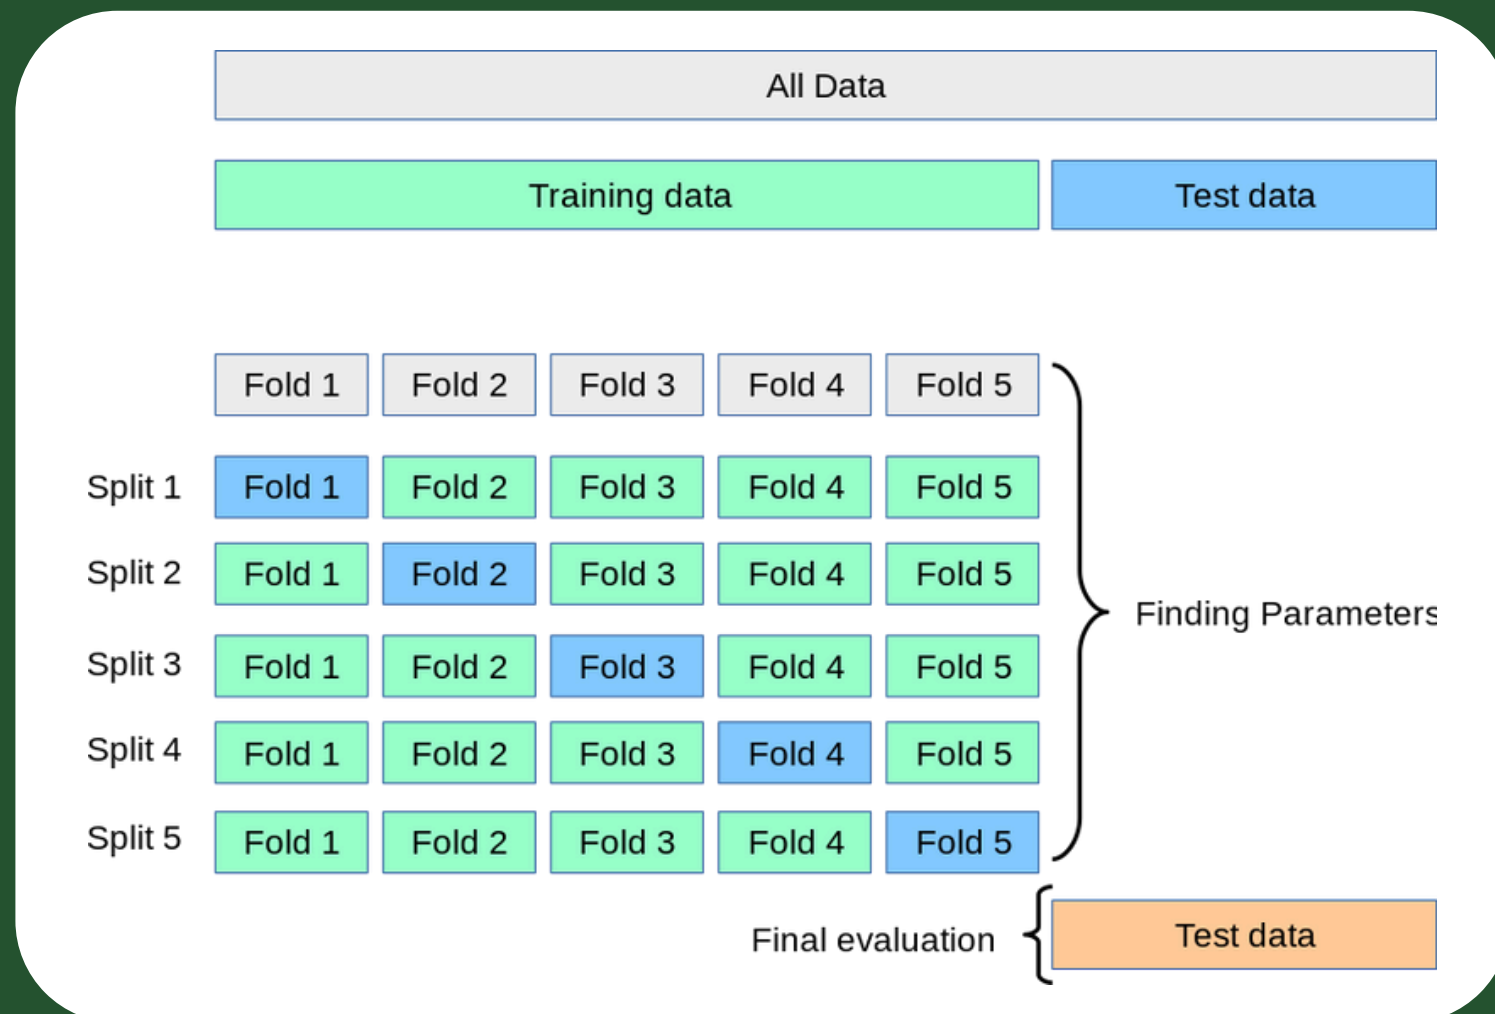 All Data
Training data Test data
Fold 1 Fold 2 Fold 3 Fold 4 Fold 5
Split 1 Fold 1 Fold 2 Fold 3 Fold 4 Fold 5
Split 2 Fold 1 Fold 2 Fold 3 Fold 4 Fold 5
Finding Parameters
Split 3 Fold 1 Fold 2 Fold 3 Fold 4 Fold 5
Split 4 Fold 1 Fold 2 Fold 3 Fold 4 Fold 5
Split 5 Fold 1 Fold 2 Fold 3 Fold 4 Fold 5
Final evaluation Test data